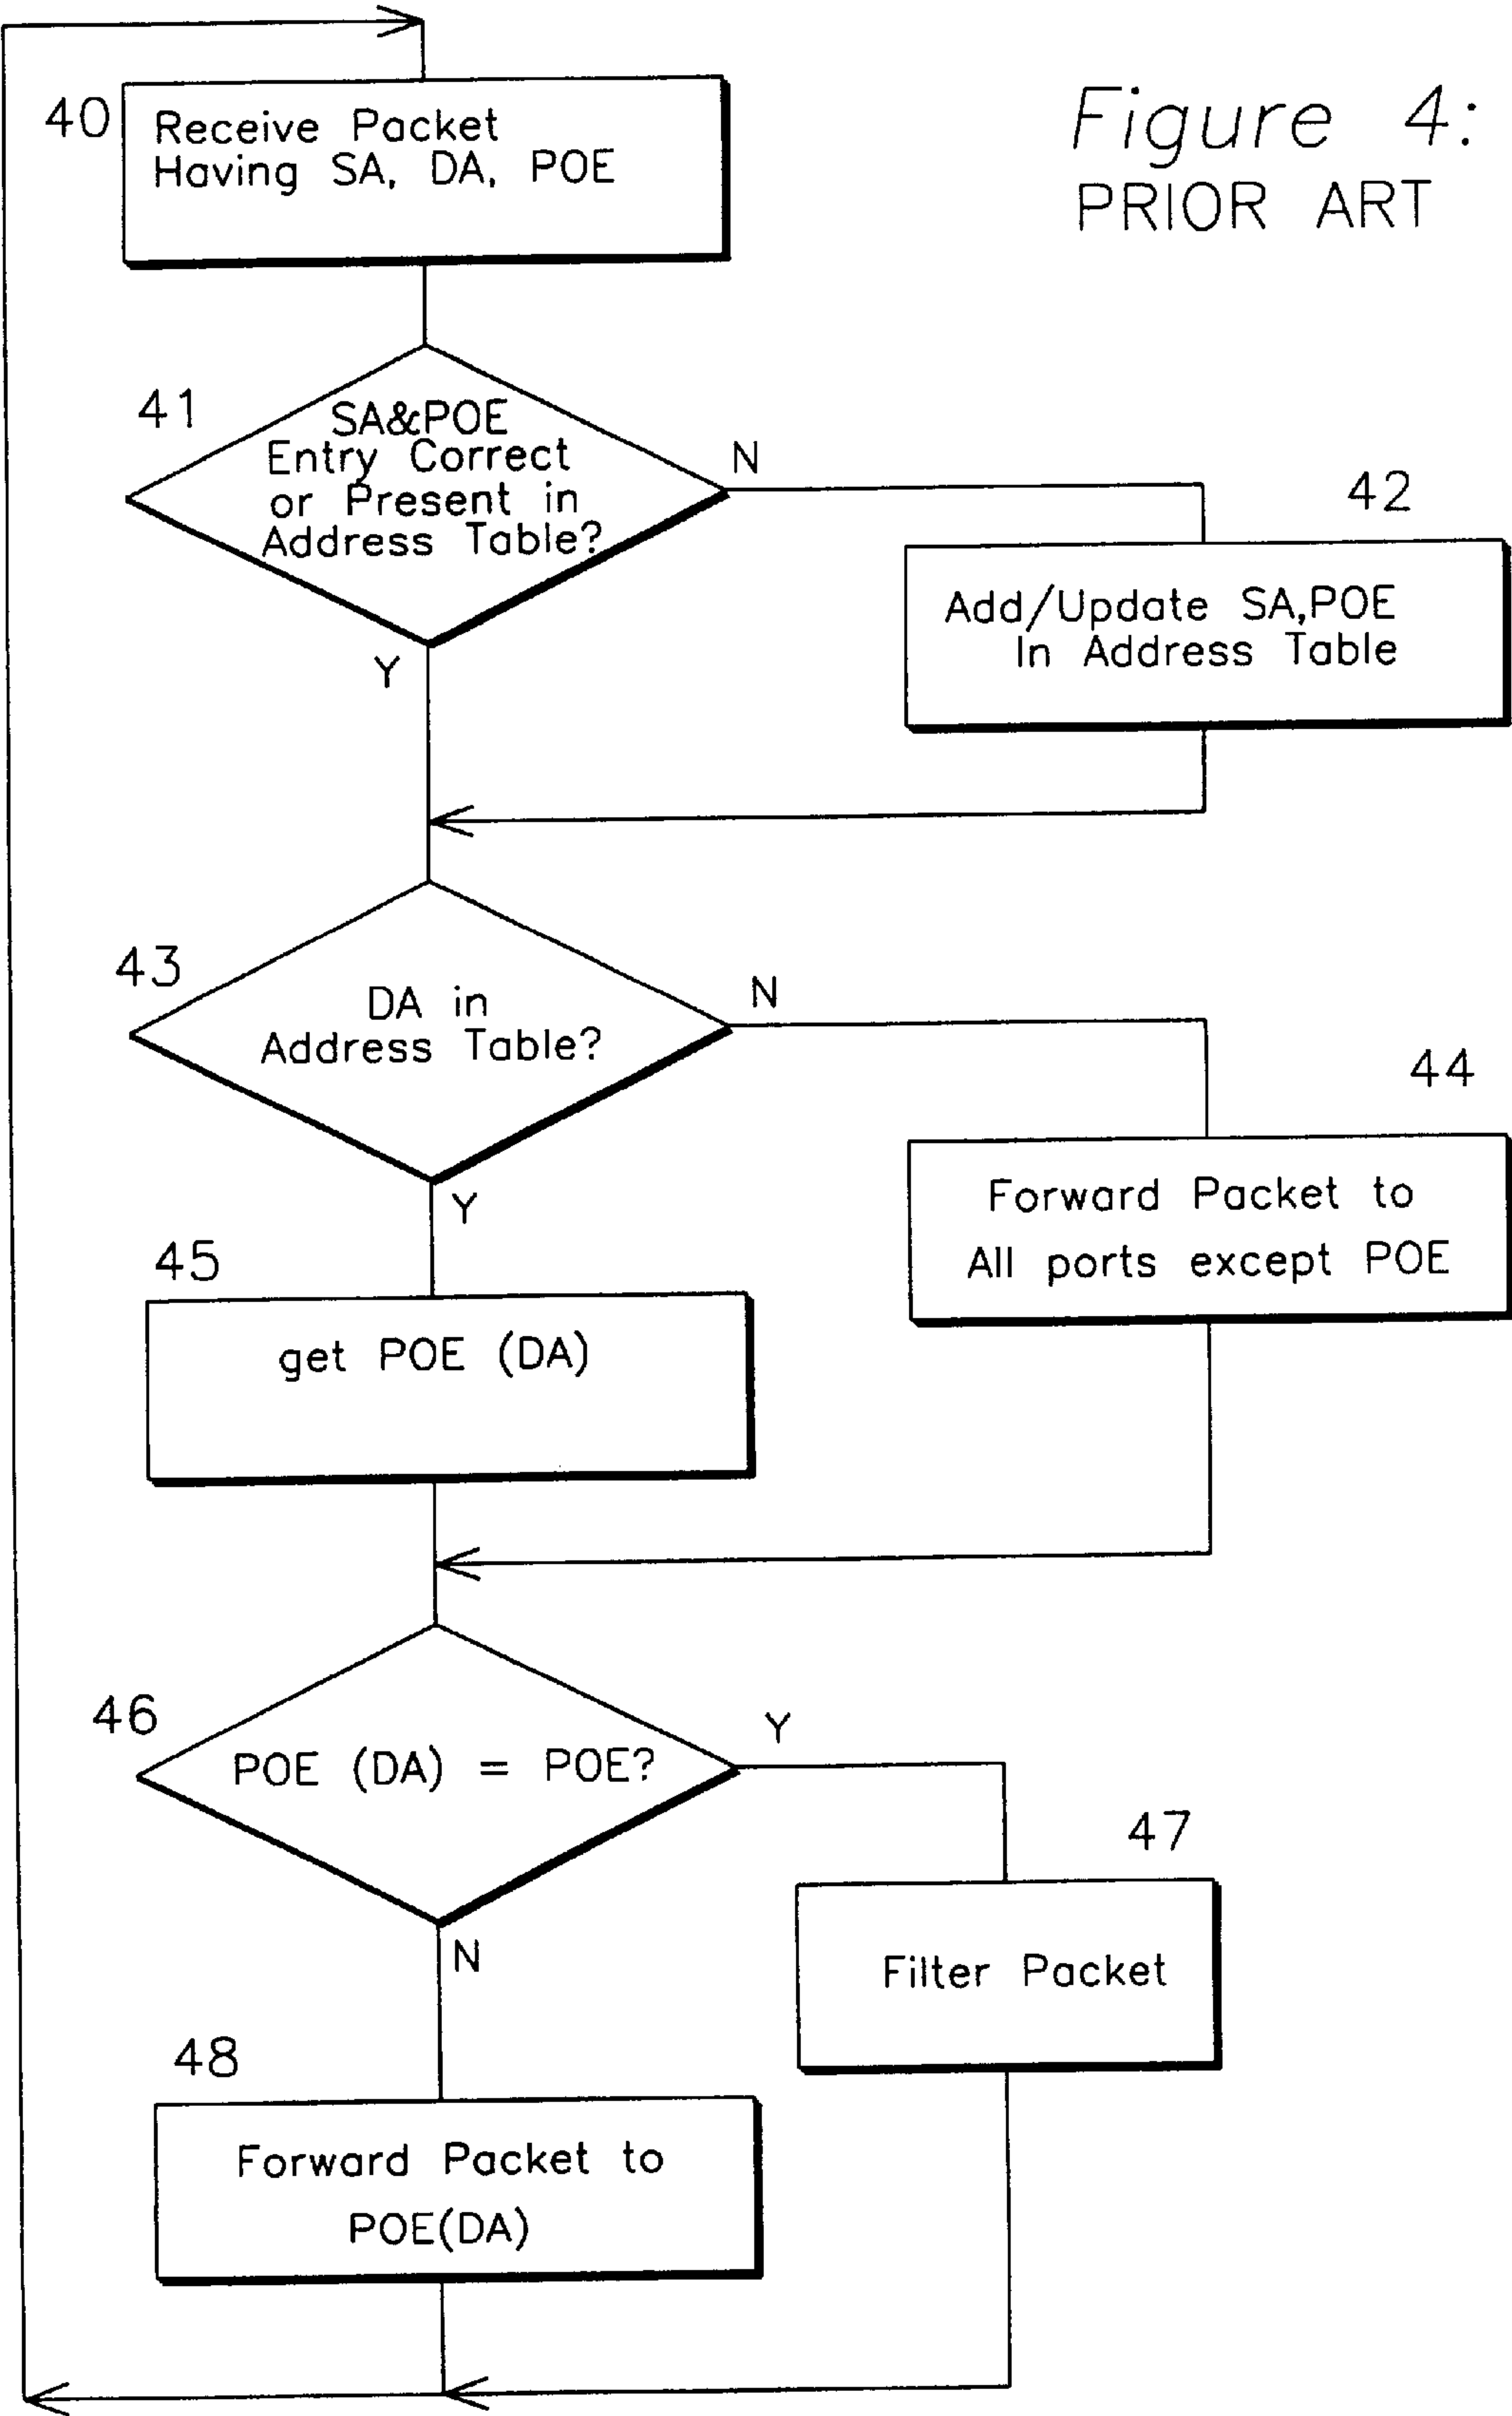 Figure 4:
PRIOR ART
40
Receive Packet
Having SA, DA, POE
41
SA&POE
Entry Correct
or Present in
Address Table?
N
Y
42
Add/Update SA,POE
In Address Table
43
DA in
Address Table?
N
Y
44
Forward Packet to
All ports except POE
45
get POE (DA)
46
POE (DA) = POE?
Y
N
47
Filter Packet
48
Forward Packet to
POE(DA)